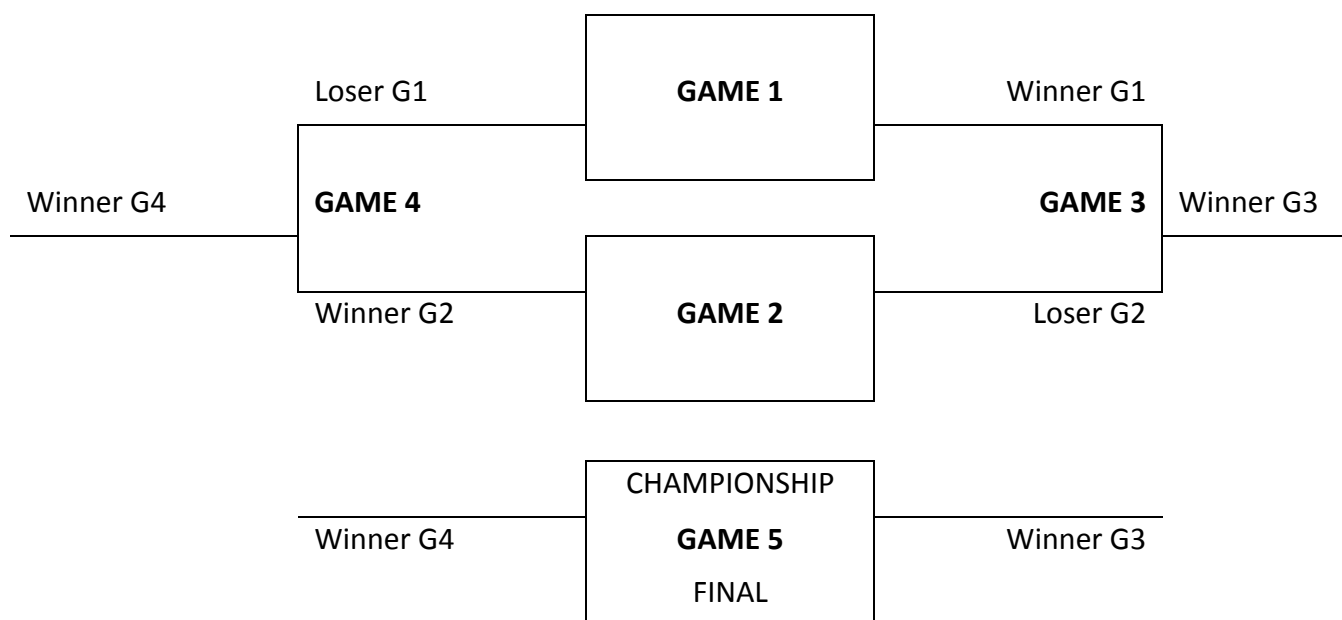 Loser G1 GAME 1 Winner G1
Winner G4 GAME 4 GAME 3 Winner G3
Winner G2 GAME 2 Loser G2
CHAMPIONSHIP
Winner G4 GAME 5 Winner G3
FINAL